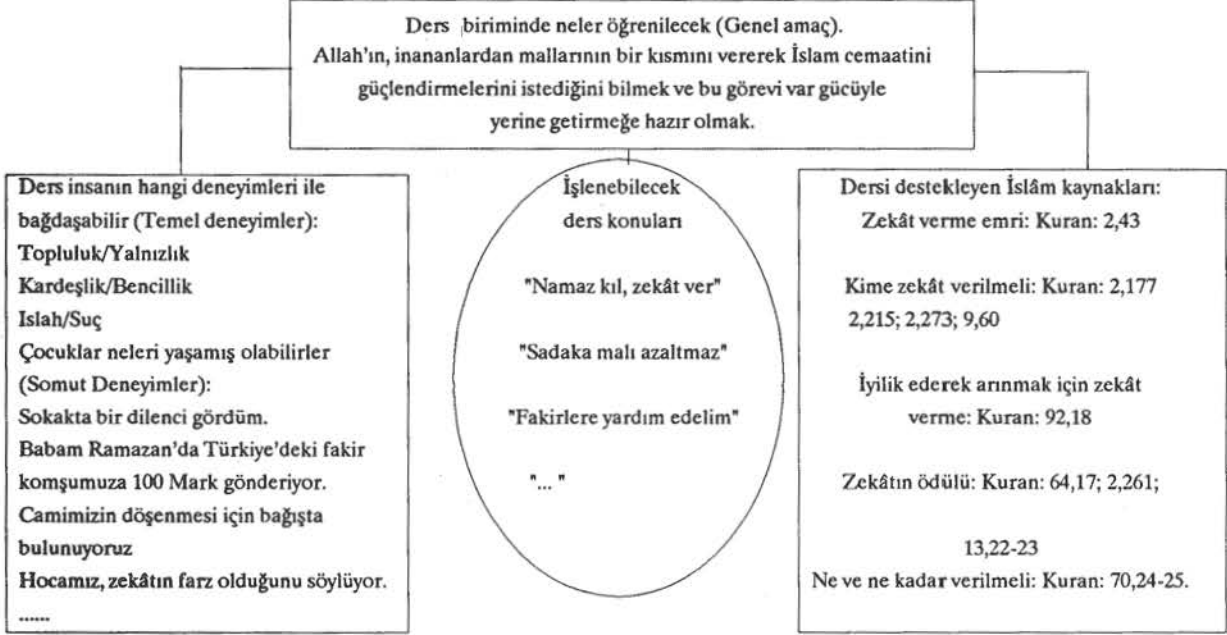 Ders biriminde neler öğrenilecek (Genel amaç).
Allah'ın, inananlardan mallarının bir kısmını vererek İslam cemaatini
güçlendirmelerini istediğini bilmek ve bu görevi var gücüyle
yerine getirmeğe hazır olmak.
Ders insanın hangi deneyimleri ile
bağdaşabilir (Temel deneyimler):
Topluluk/Yalnızlık
Kardeşlik/Bencillik
Islah/Suç
Çocuklar neleri yaşamış olabilirler
(Somut Deneyimler):
Sokakta bir dilenci gördüm.
Babam Ramazan'da Türkiye'deki fakir
komşumuza 100 Mark gönderiyor.
Camimizin döşenmesi için bağışta
bulunuyoruz
Hocamız, zekâtın farz olduğunu söylüyor.
......
İşlenebilecek
ders konuları
"Namaz kıl, zekât ver"
"Sadaka malı azaltmaz"
"Fakirlere yardım edelim"
"... "
Dersi destekleyen İslâm kaynakları:
Zekât verme emri: Kuran: 2,43
Kime zekât verilmeli: Kuran: 2,177
2,215; 2,273; 9,60
İyilik ederek arınmak için zekât
verme: Kuran: 92,18
Zekâtın ödülü: Kuran: 64,17; 2,261;
13,22-23
Ne ve ne kadar verilmeli: Kuran: 70,24-25.